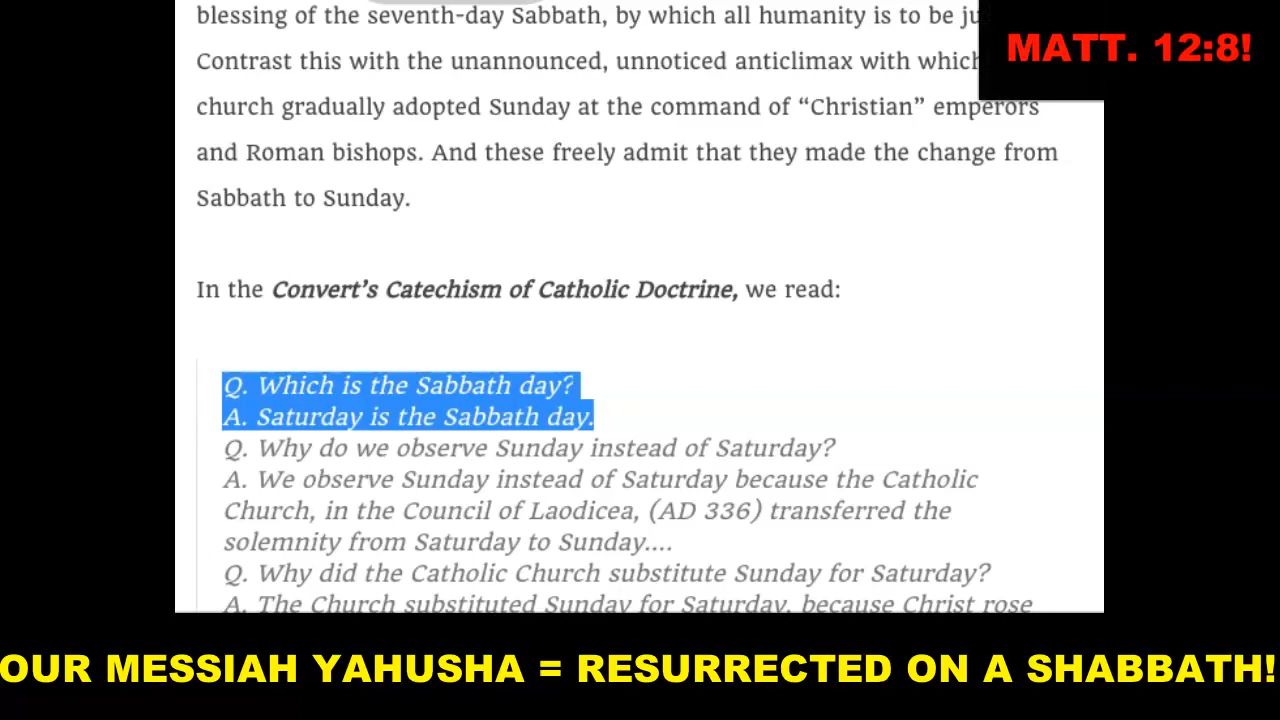 blessing of the seventh-day Sabbath, by which all humanity is to be
MATT. 12:8!
Contrast this with the unannounced, unnoticed anticlimax with which
church gradually adopted Sunday at the command of “Christian” emperors
and Roman bishops. And these freely admit that they made the change from
Sabbath to Sunday.
In the Convert’s Catechism of Catholic Doctrine, we read:
Q. Which is the Sabbath day?
A. Saturday is the Sabbath day.
Q. Why do we observe Sunday instead of Saturday?
A. We observe Sunday instead of Saturday because the Catholic
Church, in the Council of Laodicea, (AD 336) transferred the
solemnity from Saturday to Sunday....
Q. Why did the Catholic Church substitute Sunday for Saturday?
A. The Church substituted Sunday for Saturday, because Christ rose
OUR MESSIAH YAHUSHA = RESURRECTED ON A SHABBATH!